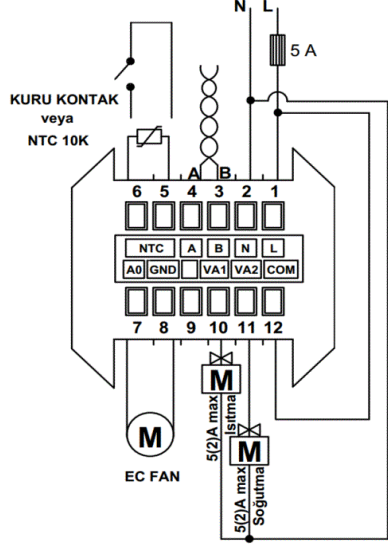 N L
5 A
KURU KONTAK
veya
NTC 10K
A B
6 5 4 3 2 1
NTC A B N L
A0 GND VA1 VA2 COM
7 8 9 10 11 12
M
EC FAN
M
5(2)A max
Isıtma
M
5(2)A max
Soğutma